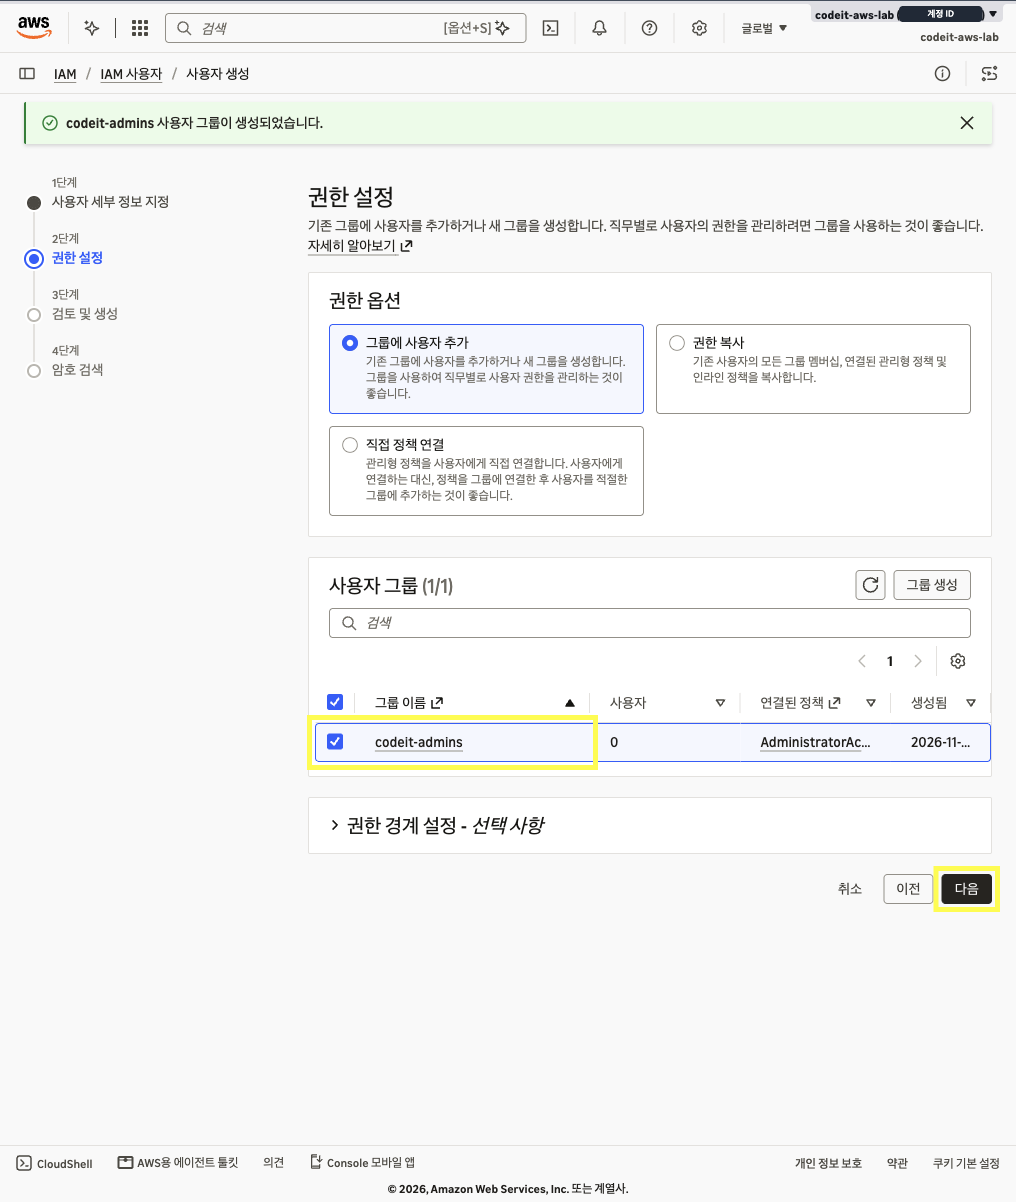 aws
검색
[옵션+S]
글로벌
codeit-aws-lab
계정 ID
codeit-aws-lab
IAM / IAM 사용자 / 사용자 생성
codeit-admins 사용자 그룹이 생성되었습니다.
1단계
사용자 세부 정보 지정
2단계
권한 설정
3단계
검토 및 생성
4단계
암호 검색
권한 설정
기존 그룹에 사용자를 추가하거나 새 그룹을 생성합니다. 직무별로 사용자의 권한을 관리하려면 그룹을 사용하는 것이 좋습니다.
자세히 알아보기
권한 옵션
그룹에 사용자 추가
기존 그룹에 사용자를 추가하거나 새 그룹을 생성합니다.
그룹을 사용하여 직무별로 사용자 권한을 관리하는 것이
좋습니다.
권한 복사
기존 사용자의 모든 그룹 멤버십, 연결된 관리형 정책 및
인라인 정책을 복사합니다.
직접 정책 연결
관리형 정책을 사용자에게 직접 연결합니다. 사용자에게
연결하는 대신, 정책을 그룹에 연결한 후 사용자를 적절한
그룹에 추가하는 것이 좋습니다.
사용자 그룹 (1/1)
그룹 생성
검색
1
그룹 이름 사용자 연결된 정책 생성됨
codeit-admins 0 AdministratorAc... 2026-11-...
권한 경계 설정 - 선택 사항
취소 이전 다음
CloudShell AWS용 에이전트 툴킷 의견 Console 모바일 앱 개인 정보 보호 약관 쿠키 기본 설정
© 2026, Amazon Web Services, Inc. 또는 계열사.